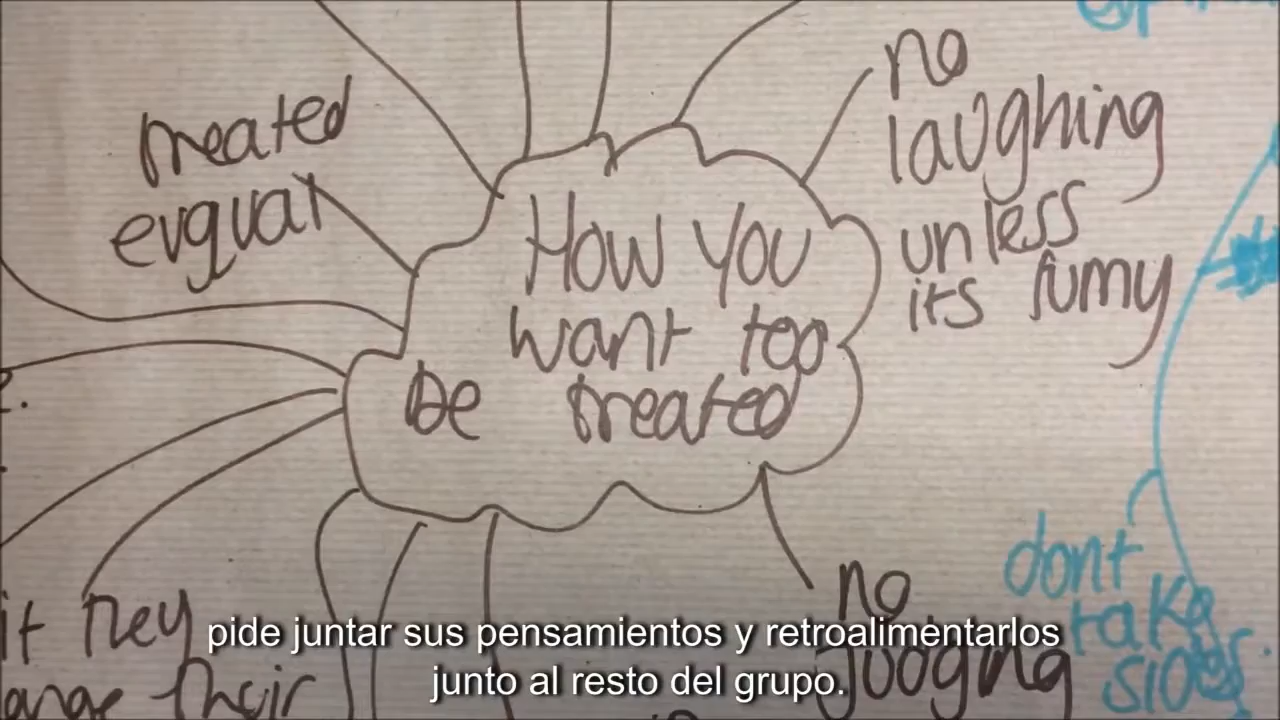 treated
evqual
How You
want too
Be treated
no
laughing
unless
its funny
no
judging
dont
take
sides.
it they
their
pide juntar sus pensamientos y retroalimentarlos
junto al resto del grupo.